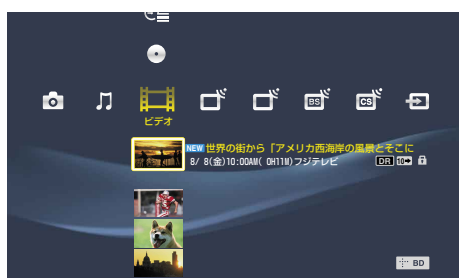 BS
CS
ビデオ
NEW 世界の街から「アメリカ西海岸の風景とそこに
8/ 8(金)10:00AM( 0H11M)フジテレビ DR 10➡
BD